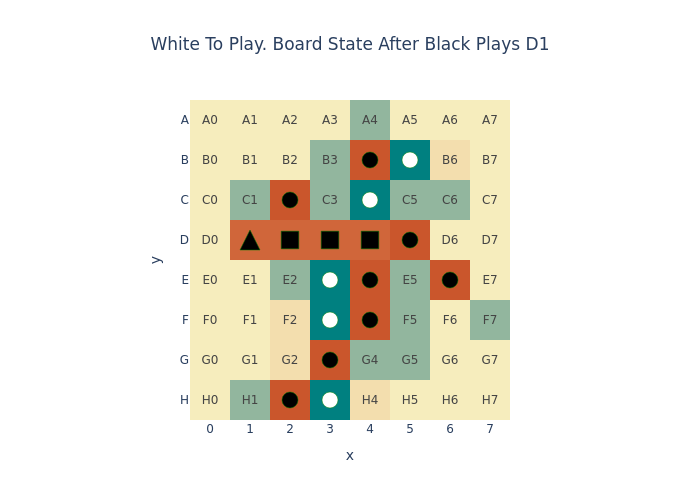 White To Play. Board State After Black Plays D1
A A0 A1 A2 A3 A4 A5 A6 A7
B B0 B1 B2 B3 B6 B7
C C0 C1 C3 C5 C6 C7
D D0 D6 D7
y
E E0 E1 E2 E5 E7
F F0 F1 F2 F5 F6 F7
G G0 G1 G2 G4 G5 G6 G7
H H0 H1 H4 H5 H6 H7
0 1 2 3 4 5 6 7
x